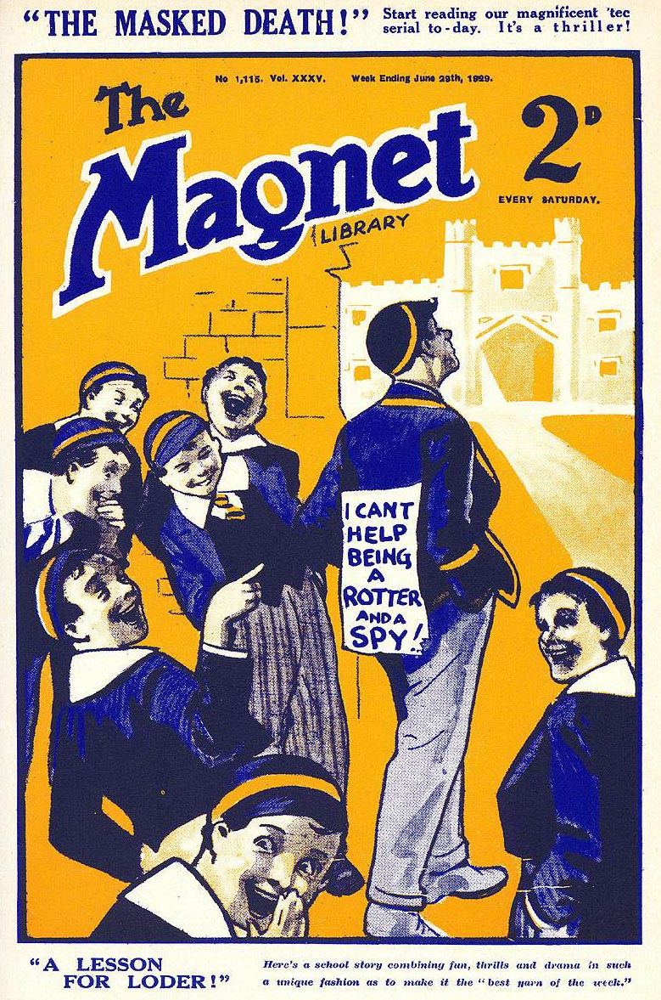 "THE MASKED DEATH!" Start reading our magnificent 'tec
serial to-day. It's a thriller!
No 1,115. Vol. XXXV. Week Ending June 29th, 1929.
The
Magnet
LIBRARY
2D
EVERY SATURDAY.
I CANT
HELP
BEING
A
ROTTER
AND A
SPY!
"A LESSON
FOR LODER!"
Here's a school story combining fun, thrills and drama in such
a unique fashion as to make it the "best yarn of the week."